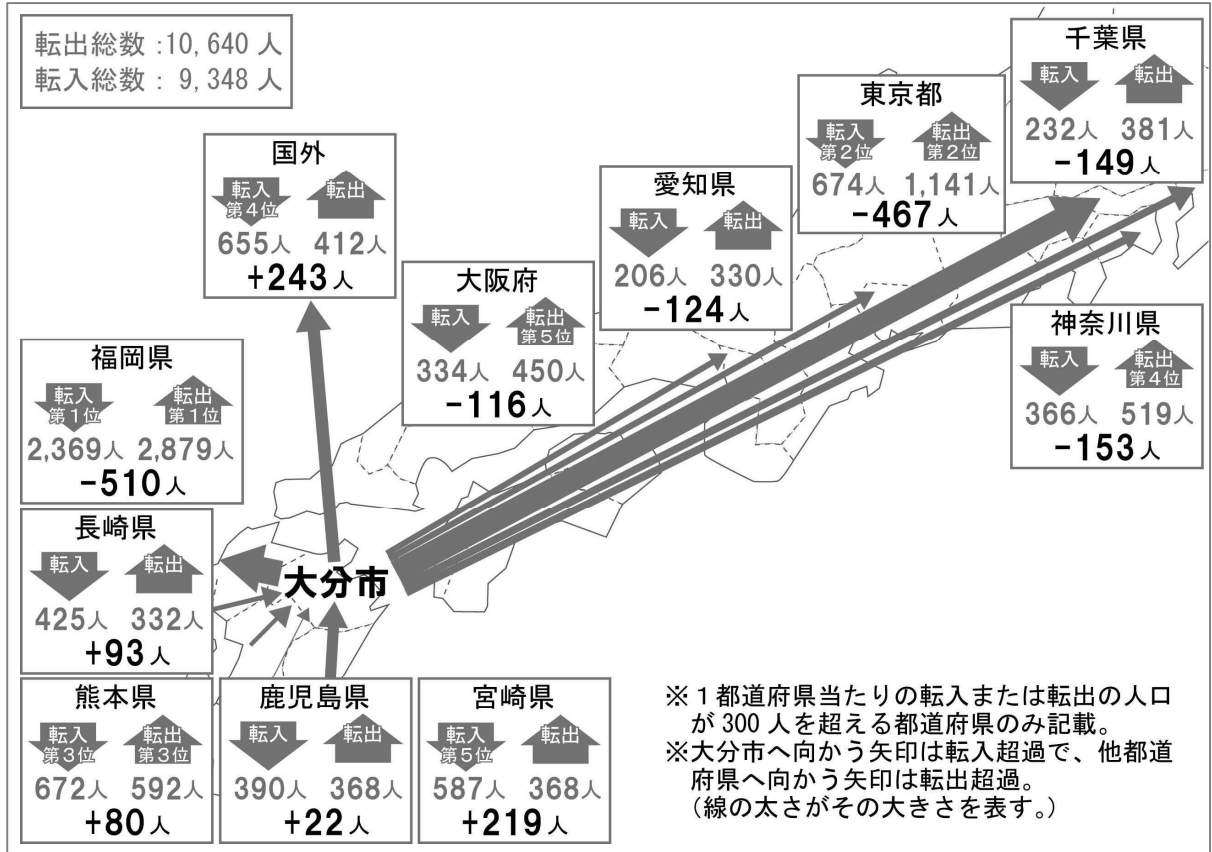 転出総数:10,640人
転入総数: 9,348人
千葉県
転入 転出
232人 381人
-149人
東京都
転入 第2位 転出 第2位
674人 1,141人
-467人
国外
転入 第4位 転出
655人 412人
+243人
愛知県
転入 転出
206人 330人
-124人
大阪府
転入 転出 第5位
334人 450人
-116人
神奈川県
転入 転出 第4位
366人 519人
-153人
福岡県
転入 第1位 転出 第1位
2,369人 2,879人
-510人
長崎県
転入 転出
425人 332人
+93人
大分市
熊本県
転入 第3位 転出 第3位
672人 592人
+80人
鹿児島県
転入 転出
390人 368人
+22人
宮崎県
転入 第5位 転出
587人 368人
+219人
※1都道府県当たりの転入または転出の人口
が300人を超える都道府県のみ記載。
※大分市へ向かう矢印は転入超過で、他都道
府県へ向かう矢印は転出超過。
(線の太さがその大きさを表す。)